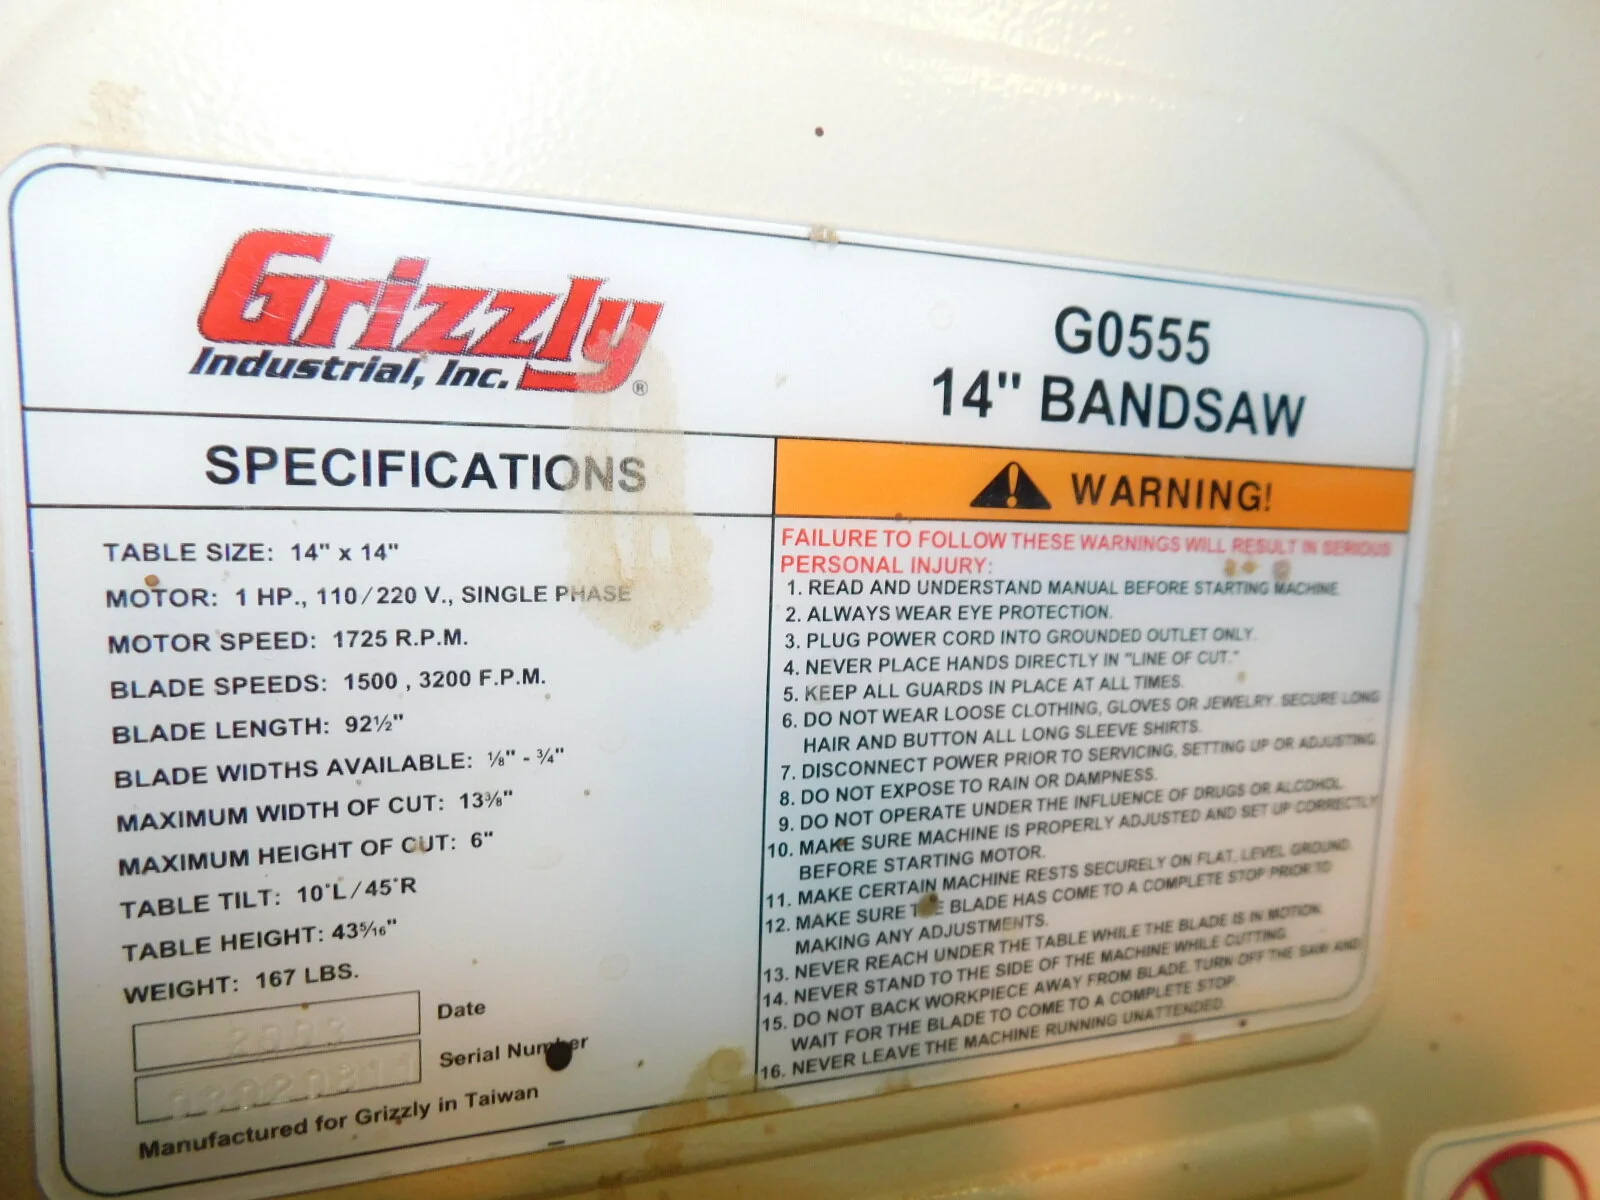 Grizzly
Industrial, Inc.®
G0555
14" BANDSAW
SPECIFICATIONS
TABLE SIZE: 14" x 14"
MOTOR: 1 HP., 110/220 V., SINGLE PHASE
MOTOR SPEED: 1725 R.P.M.
BLADE SPEEDS: 1500 , 3200 F.P.M.
BLADE LENGTH: 92½"
BLADE WIDTHS AVAILABLE: ⅛" - ¾"
MAXIMUM WIDTH OF CUT: 13⅜"
MAXIMUM HEIGHT OF CUT: 6"
TABLE TILT: 10°L/45°R
TABLE HEIGHT: 435/16"
WEIGHT: 167 LBS.
Date
Serial Number
Manufactured for Grizzly in Taiwan
WARNING!
FAILURE TO FOLLOW THESE WARNINGS WILL RESULT IN SERIOUS
PERSONAL INJURY:
1. READ AND UNDERSTAND MANUAL BEFORE STARTING MACHINE.
2. ALWAYS WEAR EYE PROTECTION.
3. PLUG POWER CORD INTO GROUNDED OUTLET ONLY.
4. NEVER PLACE HANDS DIRECTLY IN "LINE OF CUT."
5. KEEP ALL GUARDS IN PLACE AT ALL TIMES.
6. DO NOT WEAR LOOSE CLOTHING, GLOVES OR JEWELRY. SECURE LONG
HAIR AND BUTTON ALL LONG SLEEVE SHIRTS.
7. DISCONNECT POWER PRIOR TO SERVICING, SETTING UP OR ADJUSTING.
8. DO NOT EXPOSE TO RAIN OR DAMPNESS.
9. DO NOT OPERATE UNDER THE INFLUENCE OF DRUGS OR ALCOHOL.
10. MAKE SURE MACHINE IS PROPERLY ADJUSTED AND SET UP CORRECTLY
BEFORE STARTING MOTOR.
11. MAKE CERTAIN MACHINE RESTS SECURELY ON FLAT, LEVEL GROUND.
12. MAKE SURE THE BLADE HAS COME TO A COMPLETE STOP PRIOR TO
MAKING ANY ADJUSTMENTS.
13. NEVER REACH UNDER THE TABLE WHILE THE BLADE IS IN MOTION.
14. NEVER STAND TO THE SIDE OF THE MACHINE WHILE CUTTING.
15. DO NOT BACK WORKPIECE AWAY FROM BLADE. TURN OFF THE SAW AND
WAIT FOR THE BLADE TO COME TO A COMPLETE STOP.
16. NEVER LEAVE THE MACHINE RUNNING UNATTENDED.